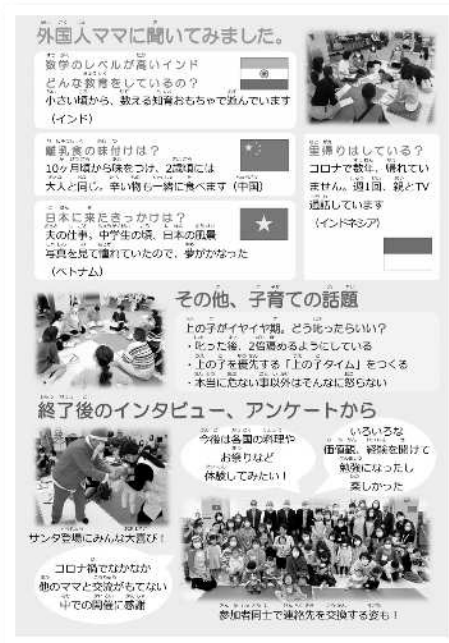 外国人ママに聞いてみました。
数学のレベルが高いインド
どんな教育をしているの？
小さい頃から、数える知育おもちゃで遊んでいます
（インド）
離乳食の味付けは？
10ヶ月頃から味をつけ、2歳頃には
大人と同じ。辛い物も一緒に食べます（中国）
里帰りはしている？
コロナで数年、帰れてい
ません。週1回、親とTV
通話しています
（インドネシア）
日本に来たきっかけは？
夫の仕事、中学生の頃、日本の風景
写真を見て憧れていたので、夢がかなった
（ベトナム）
その他、子育ての話題
上の子がイヤイヤ期。どう叱ったらいい？
・叱った後、2倍褒めるようにしている
・上の子を優先する「上の子タイム」をつくる
・本当に危ない事以外はそんなに怒らない
終了後のインタビュー、アンケートから
今後は各国の料理や
お祭りなど
体験してみたい！
いろいろな
価値観、経験を聞けて
勉強になったし
楽しかった
サンタ登場にみんな大喜び！
コロナ禍でなかなか
他のママと交流がもてない
中での開催に感謝
参加者同士で連絡先を交換する姿も！